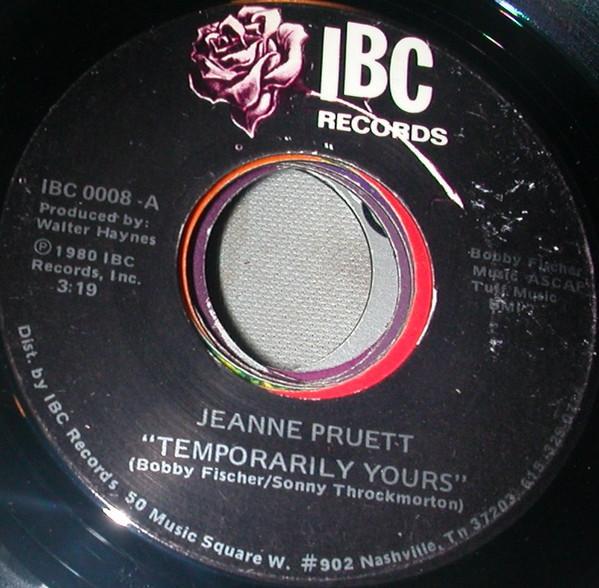 IBC
RECORDS
IBC 0008-A
Produced by:
Walter Haynes
Ⓟ 1980 IBC
Records, Inc.
3:19
Bobby Fischer
Music ASCAP
Tuff Music
BMI
JEANNE PRUETT
"TEMPORARILY YOURS"
(Bobby Fischer/Sonny Throckmorton)
Dist. by IBC Records, 50 Music Square W. #902 Nashville, Tn 37203,